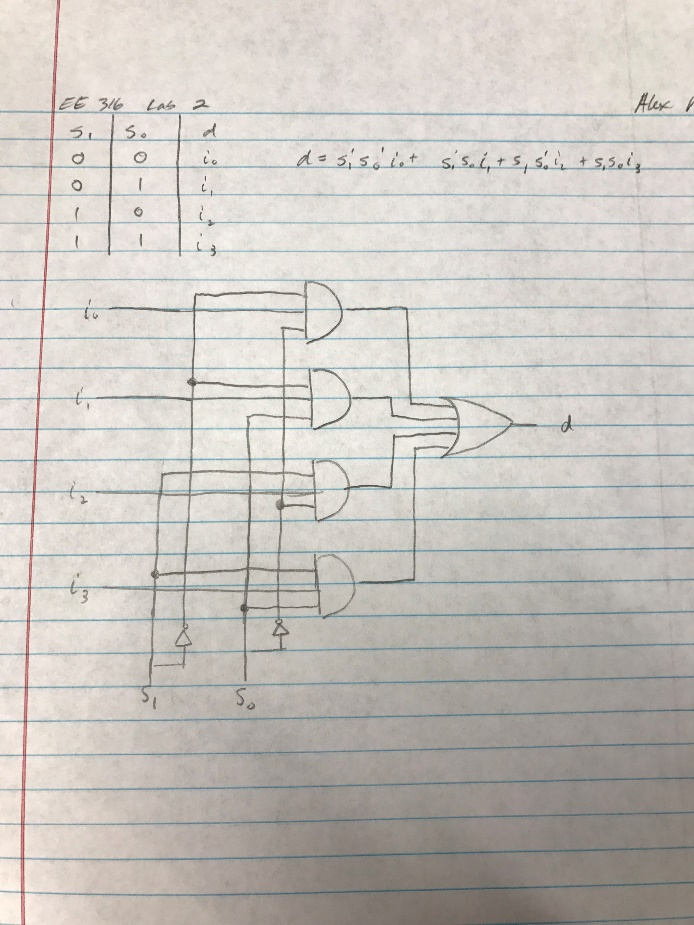 EE 316 Lab 2 Alex
S₁ S₀ d
0 0 i₀ d = s₁'s₀'i₀ + s₁'s₀i₁ + s₁s₀'i₂ + s₁s₀i₃
0 1 i₁
1 0 i₂
1 1 i₃
i₀
i₁
d
i₂
i₃
S₁ S₀